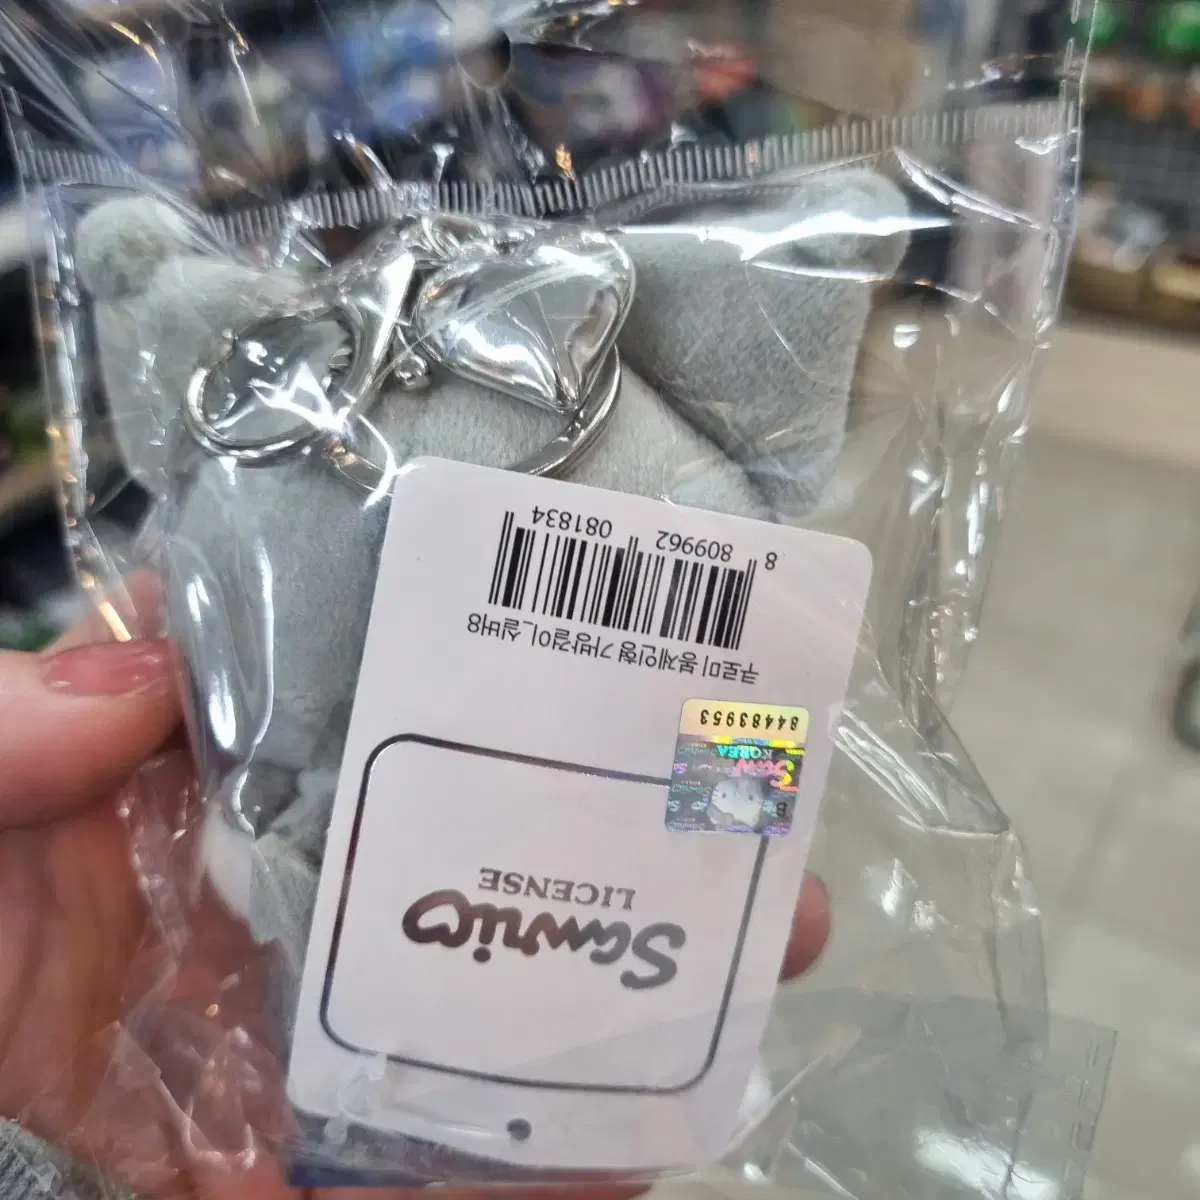 Sanrio
LICENSE
84483953
KOREA
Sanrio
쿠로미 봉제인형 가방걸이_실버8
8 809962 081834